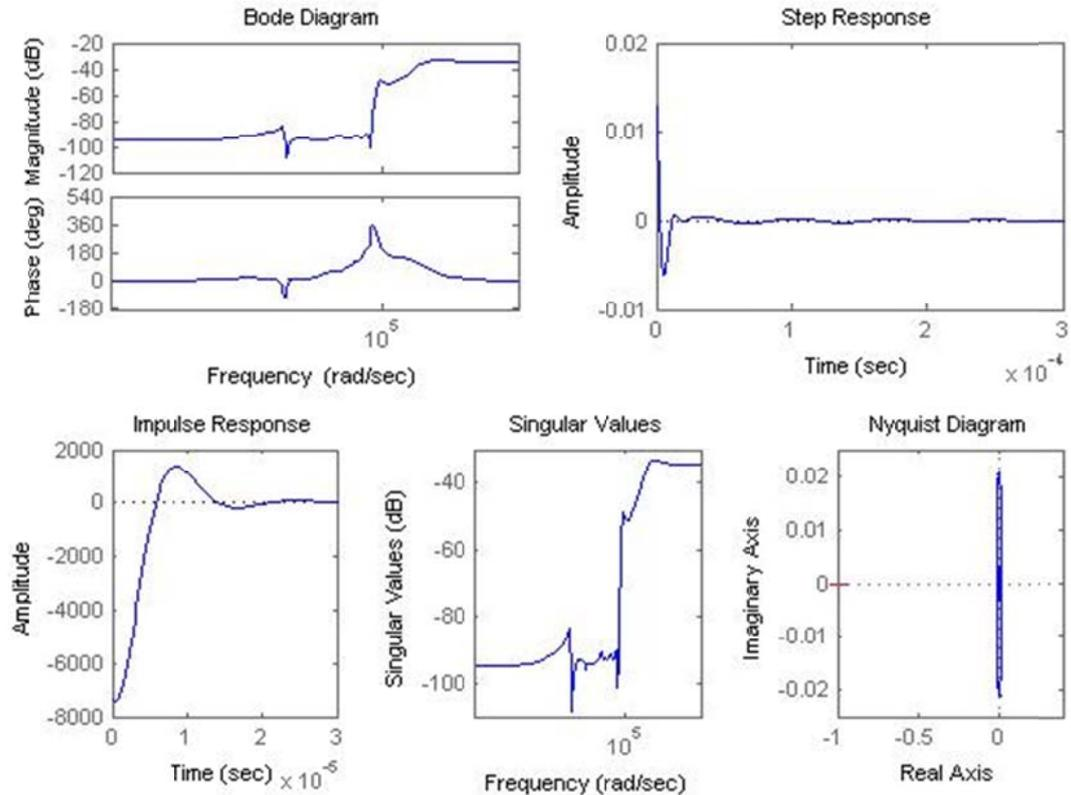 Bode Diagram
Magnitude (dB)
-20
-40
-60
-80
-100
-120
Phase (deg)
540
360
180
0
-180
10^5
Frequency (rad/sec)
Step Response
Amplitude
0.02
0.01
0
-0.01
0 1 2 3
Time (sec) x 10^-4
Impulse Response
Amplitude
2000
0
-2000
-4000
-6000
-8000
0 1 2 3
Time (sec) x 10^-5
Singular Values
Singular Values (dB)
-40
-60
-80
-100
10^5
Frequency (rad/sec)
Nyquist Diagram
Imaginary Axis
0.02
0.01
0
-0.01
-0.02
-1 -0.5 0
Real Axis